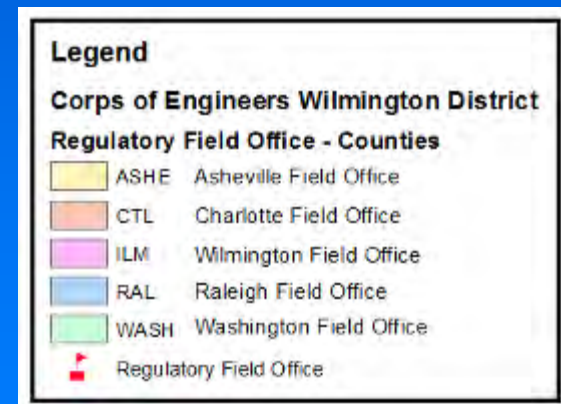 Legend
Corps of Engineers Wilmington District
Regulatory Field Office - Counties
ASHE Asheville Field Office
CTL Charlotte Field Office
ILM Wilmington Field Office
RAL Raleigh Field Office
WASH Washington Field Office
Regulatory Field Office